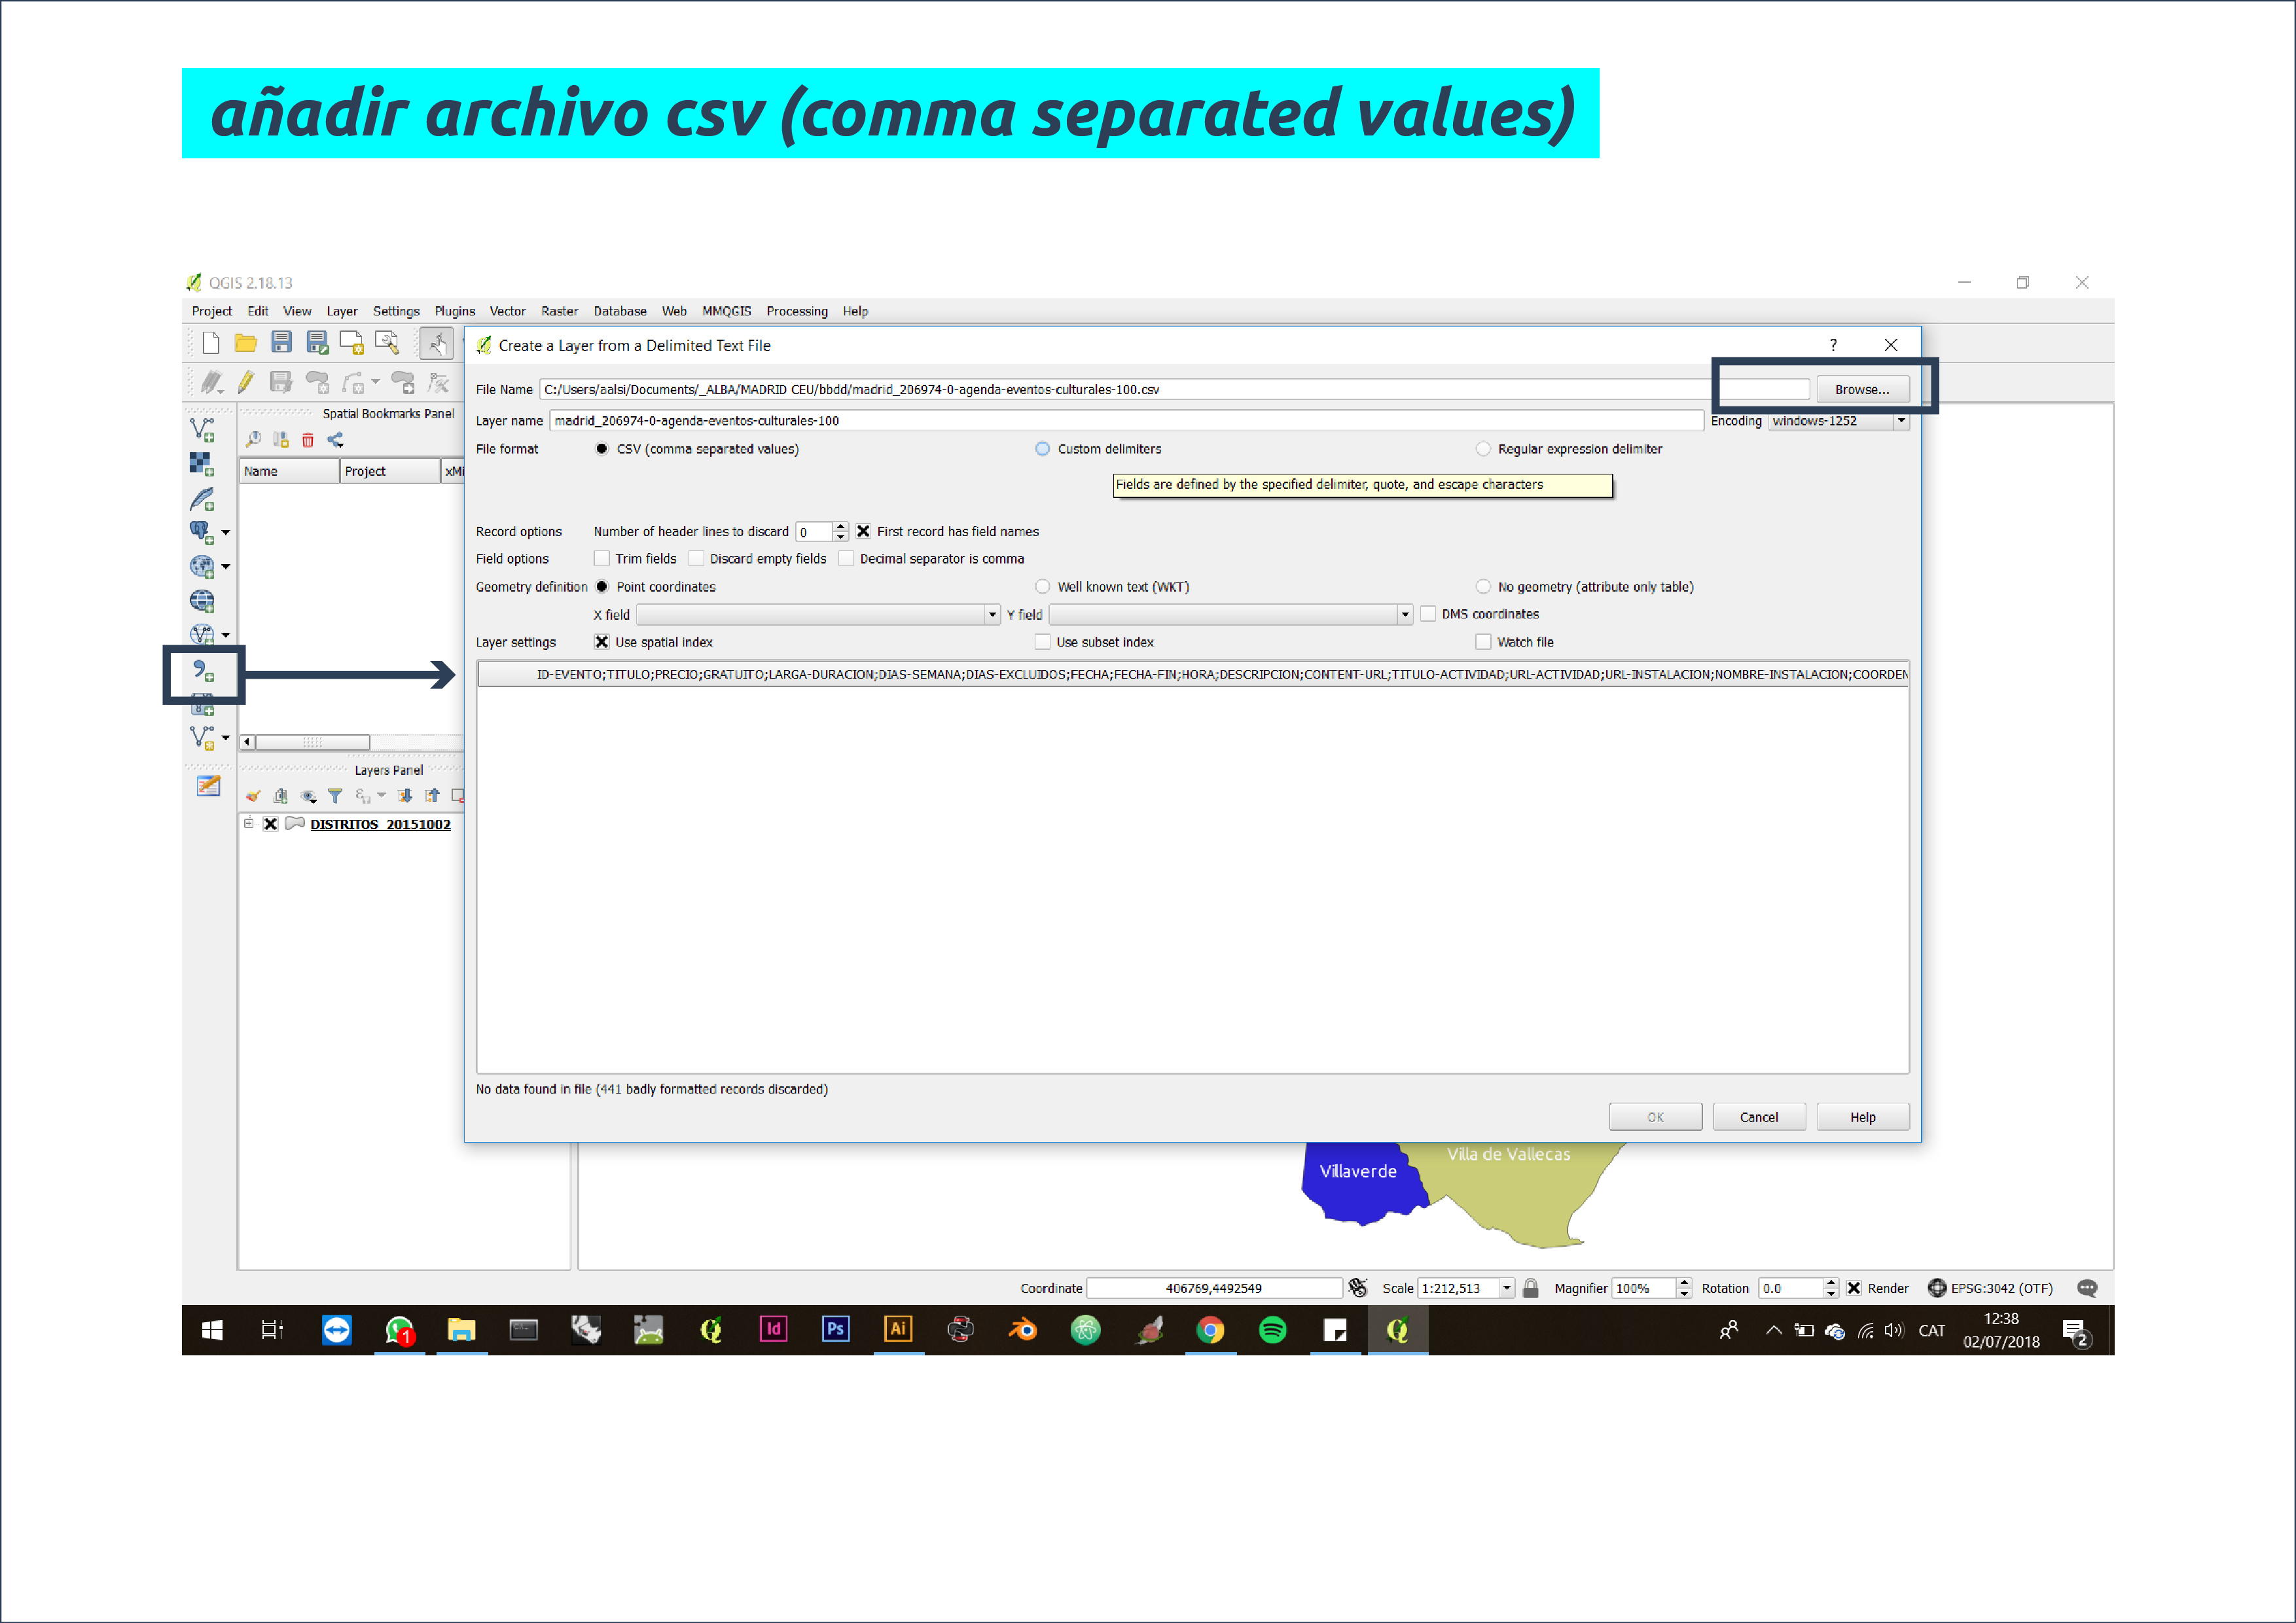 añadir archivo csv (comma separated values)
QGIS 2.18.13
Project Edit View Layer Settings Plugins Vector Raster Database Web MMQGIS Processing Help
Create a Layer from a Delimited Text File
?
File Name C:/Users/aalsi/Documents/_ALBA/MADRID CEU/bbdd/madrid_206974-0-agenda-eventos-culturales-100.csv Browse...
Spatial Bookmarks Panel
Layer name madrid_206974-0-agenda-eventos-culturales-100 Encoding windows-1252
File format CSV (comma separated values) Custom delimiters Regular expression delimiter
Name Project xMi
Fields are defined by the specified delimiter, quote, and escape characters
Record options Number of header lines to discard 0 First record has field names
Field options Trim fields Discard empty fields Decimal separator is comma
Geometry definition Point coordinates Well known text (WKT) No geometry (attribute only table)
X field Y field DMS coordinates
Layer settings Use spatial index Use subset index Watch file
ID-EVENTO;TITULO;PRECIO;GRATUITO;LARGA-DURACION;DIAS-SEMANA;DIAS-EXCLUIDOS;FECHA;FECHA-FIN;HORA;DESCRIPCION;CONTENT-URL;TITULO-ACTIVIDAD;URL-ACTIVIDAD;URL-INSTALACION;NOMBRE-INSTALACION;COORDEN
Layers Panel
DISTRITOS_20151002
No data found in file (441 badly formatted records discarded)
OK Cancel Help
Villa de Vallecas
Villaverde
Coordinate 406769,4492549 Scale 1:212,513 Magnifier 100% Rotation 0.0 Render EPSG:3042 (OTF)
1 Id Ps Ai CAT 12:38
02/07/2018 2